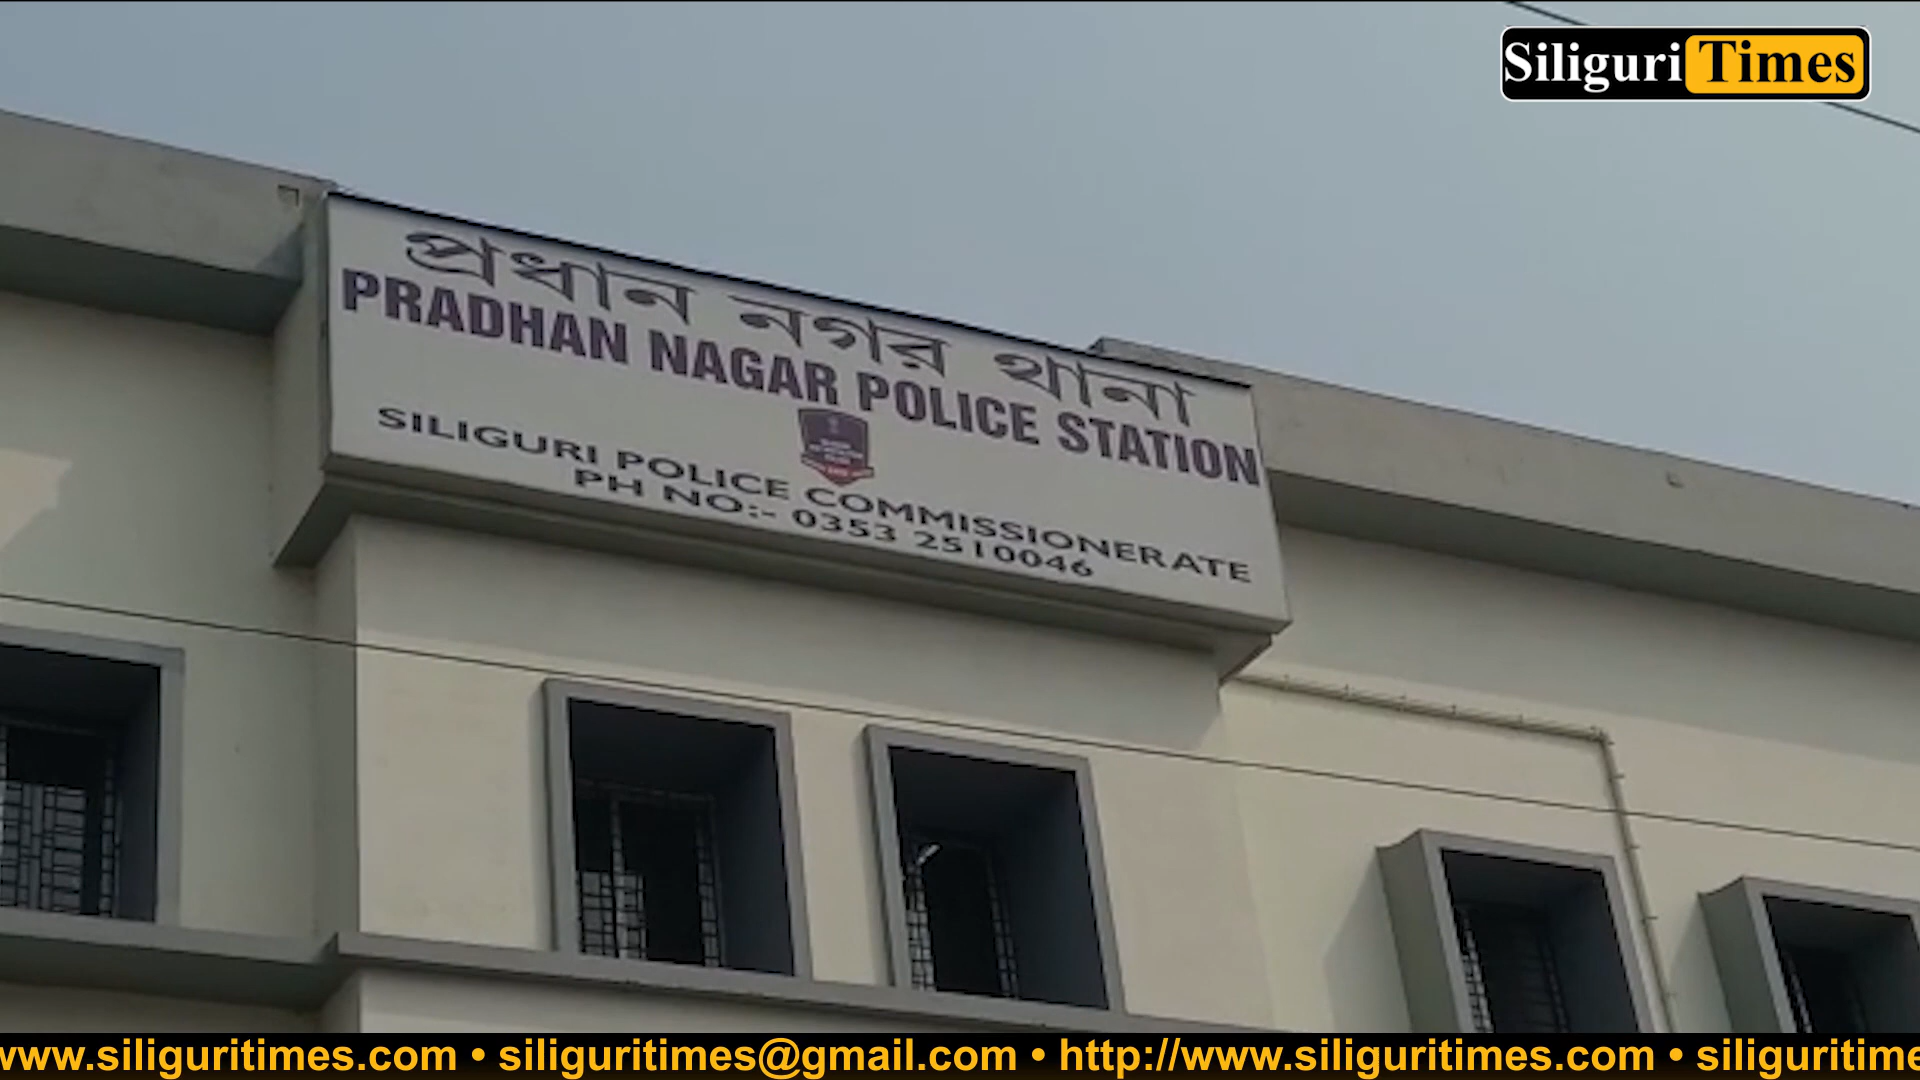 Siliguri Times
প্রধান নগর থানা
PRADHAN NAGAR POLICE STATION
SILIGURI POLICE COMMISSIONERATE
PH NO:- 0353 2510046
www.siliguritimes.com • siliguritimes@gmail.com • http://www.siliguritimes.com • siliguritime